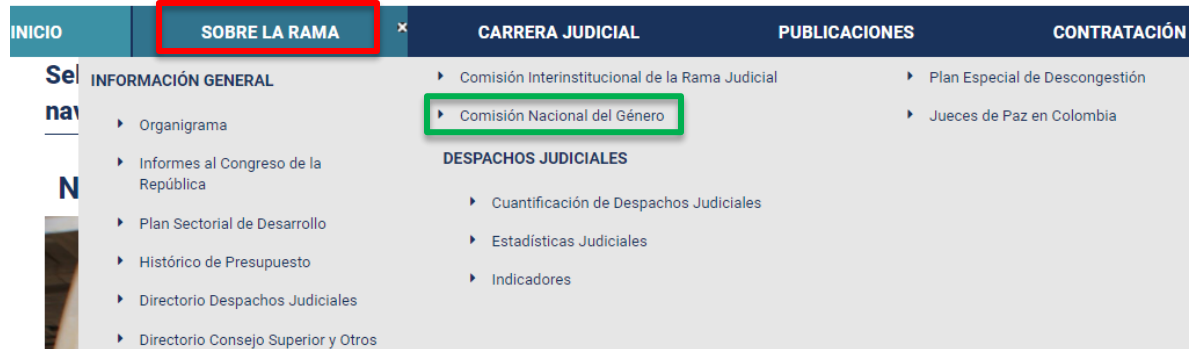 INICIO
SOBRE LA RAMA
×
CARRERA JUDICIAL
PUBLICACIONES
CONTRATACIÓN
INFORMACIÓN GENERAL
Organigrama
Informes al Congreso de la
República
Plan Sectorial de Desarrollo
Histórico de Presupuesto
Directorio Despachos Judiciales
Directorio Consejo Superior y Otros
Comisión Interinstitucional de la Rama Judicial
Comisión Nacional del Género
DESPACHOS JUDICIALES
Cuantificación de Despachos Judiciales
Estadísticas Judiciales
Indicadores
Plan Especial de Descongestión
Jueces de Paz en Colombia